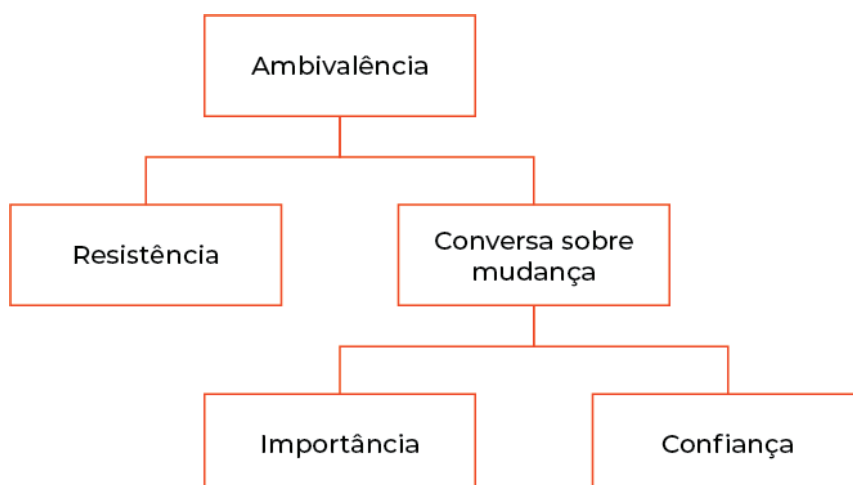 Ambivalência
Resistência
Conversa sobre
mudança
Importância
Confiança